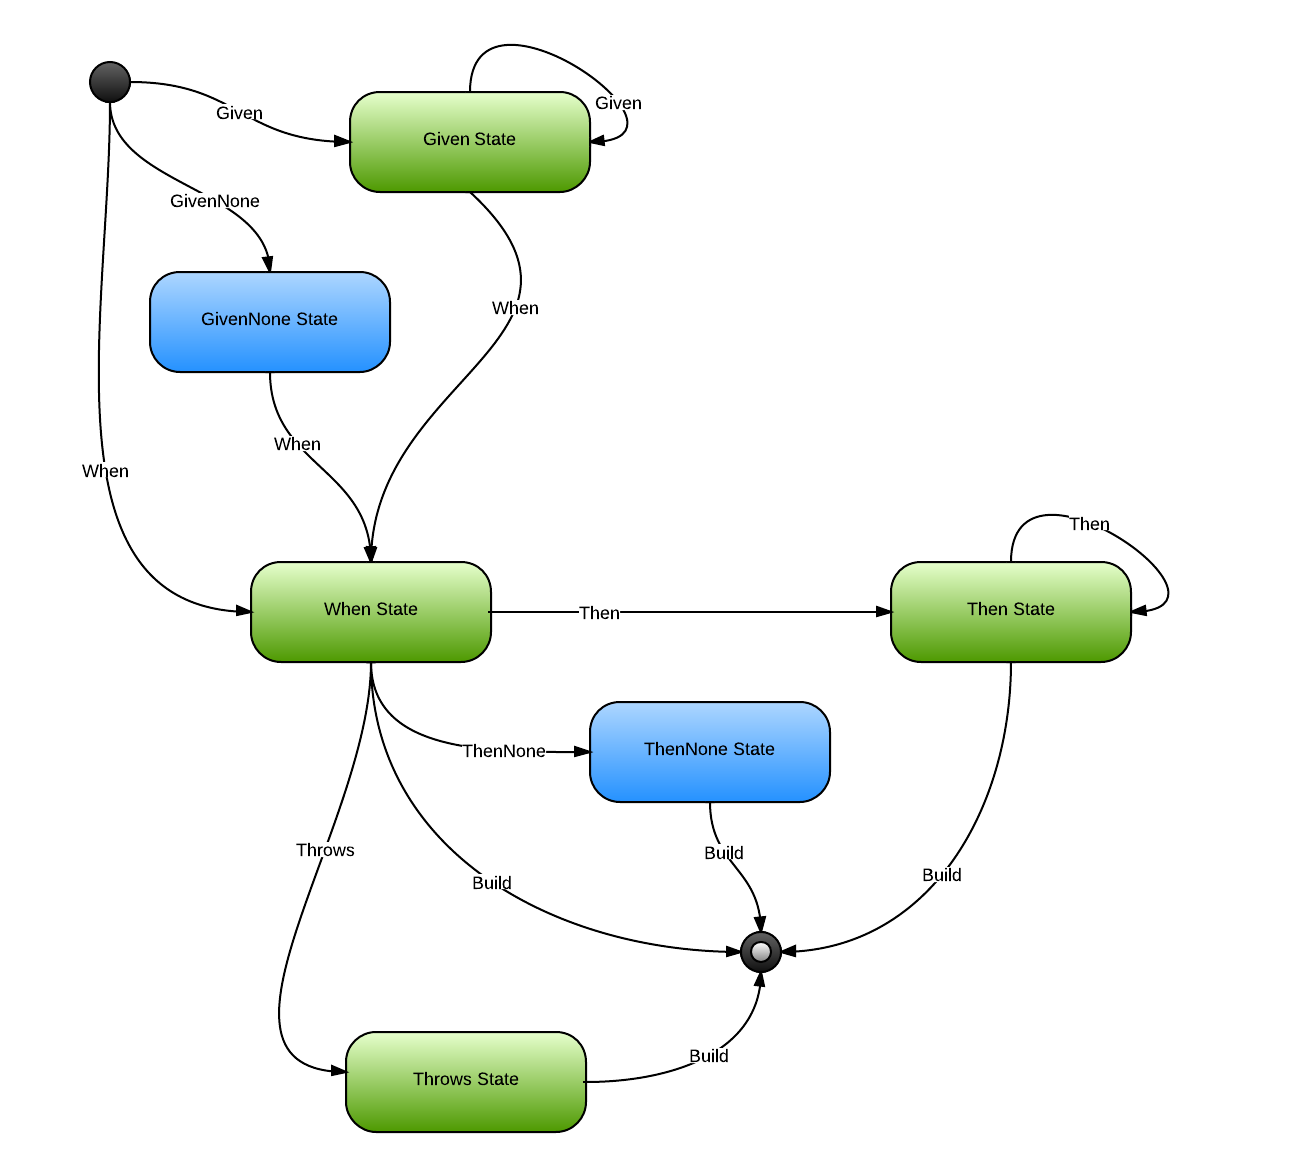 Given
Given State
Given
GivenNone
GivenNone State
When
When
When
When State
Then
Then State
Then
ThenNone
ThenNone State
Throws
Build
Build
Build
Build
Throws State